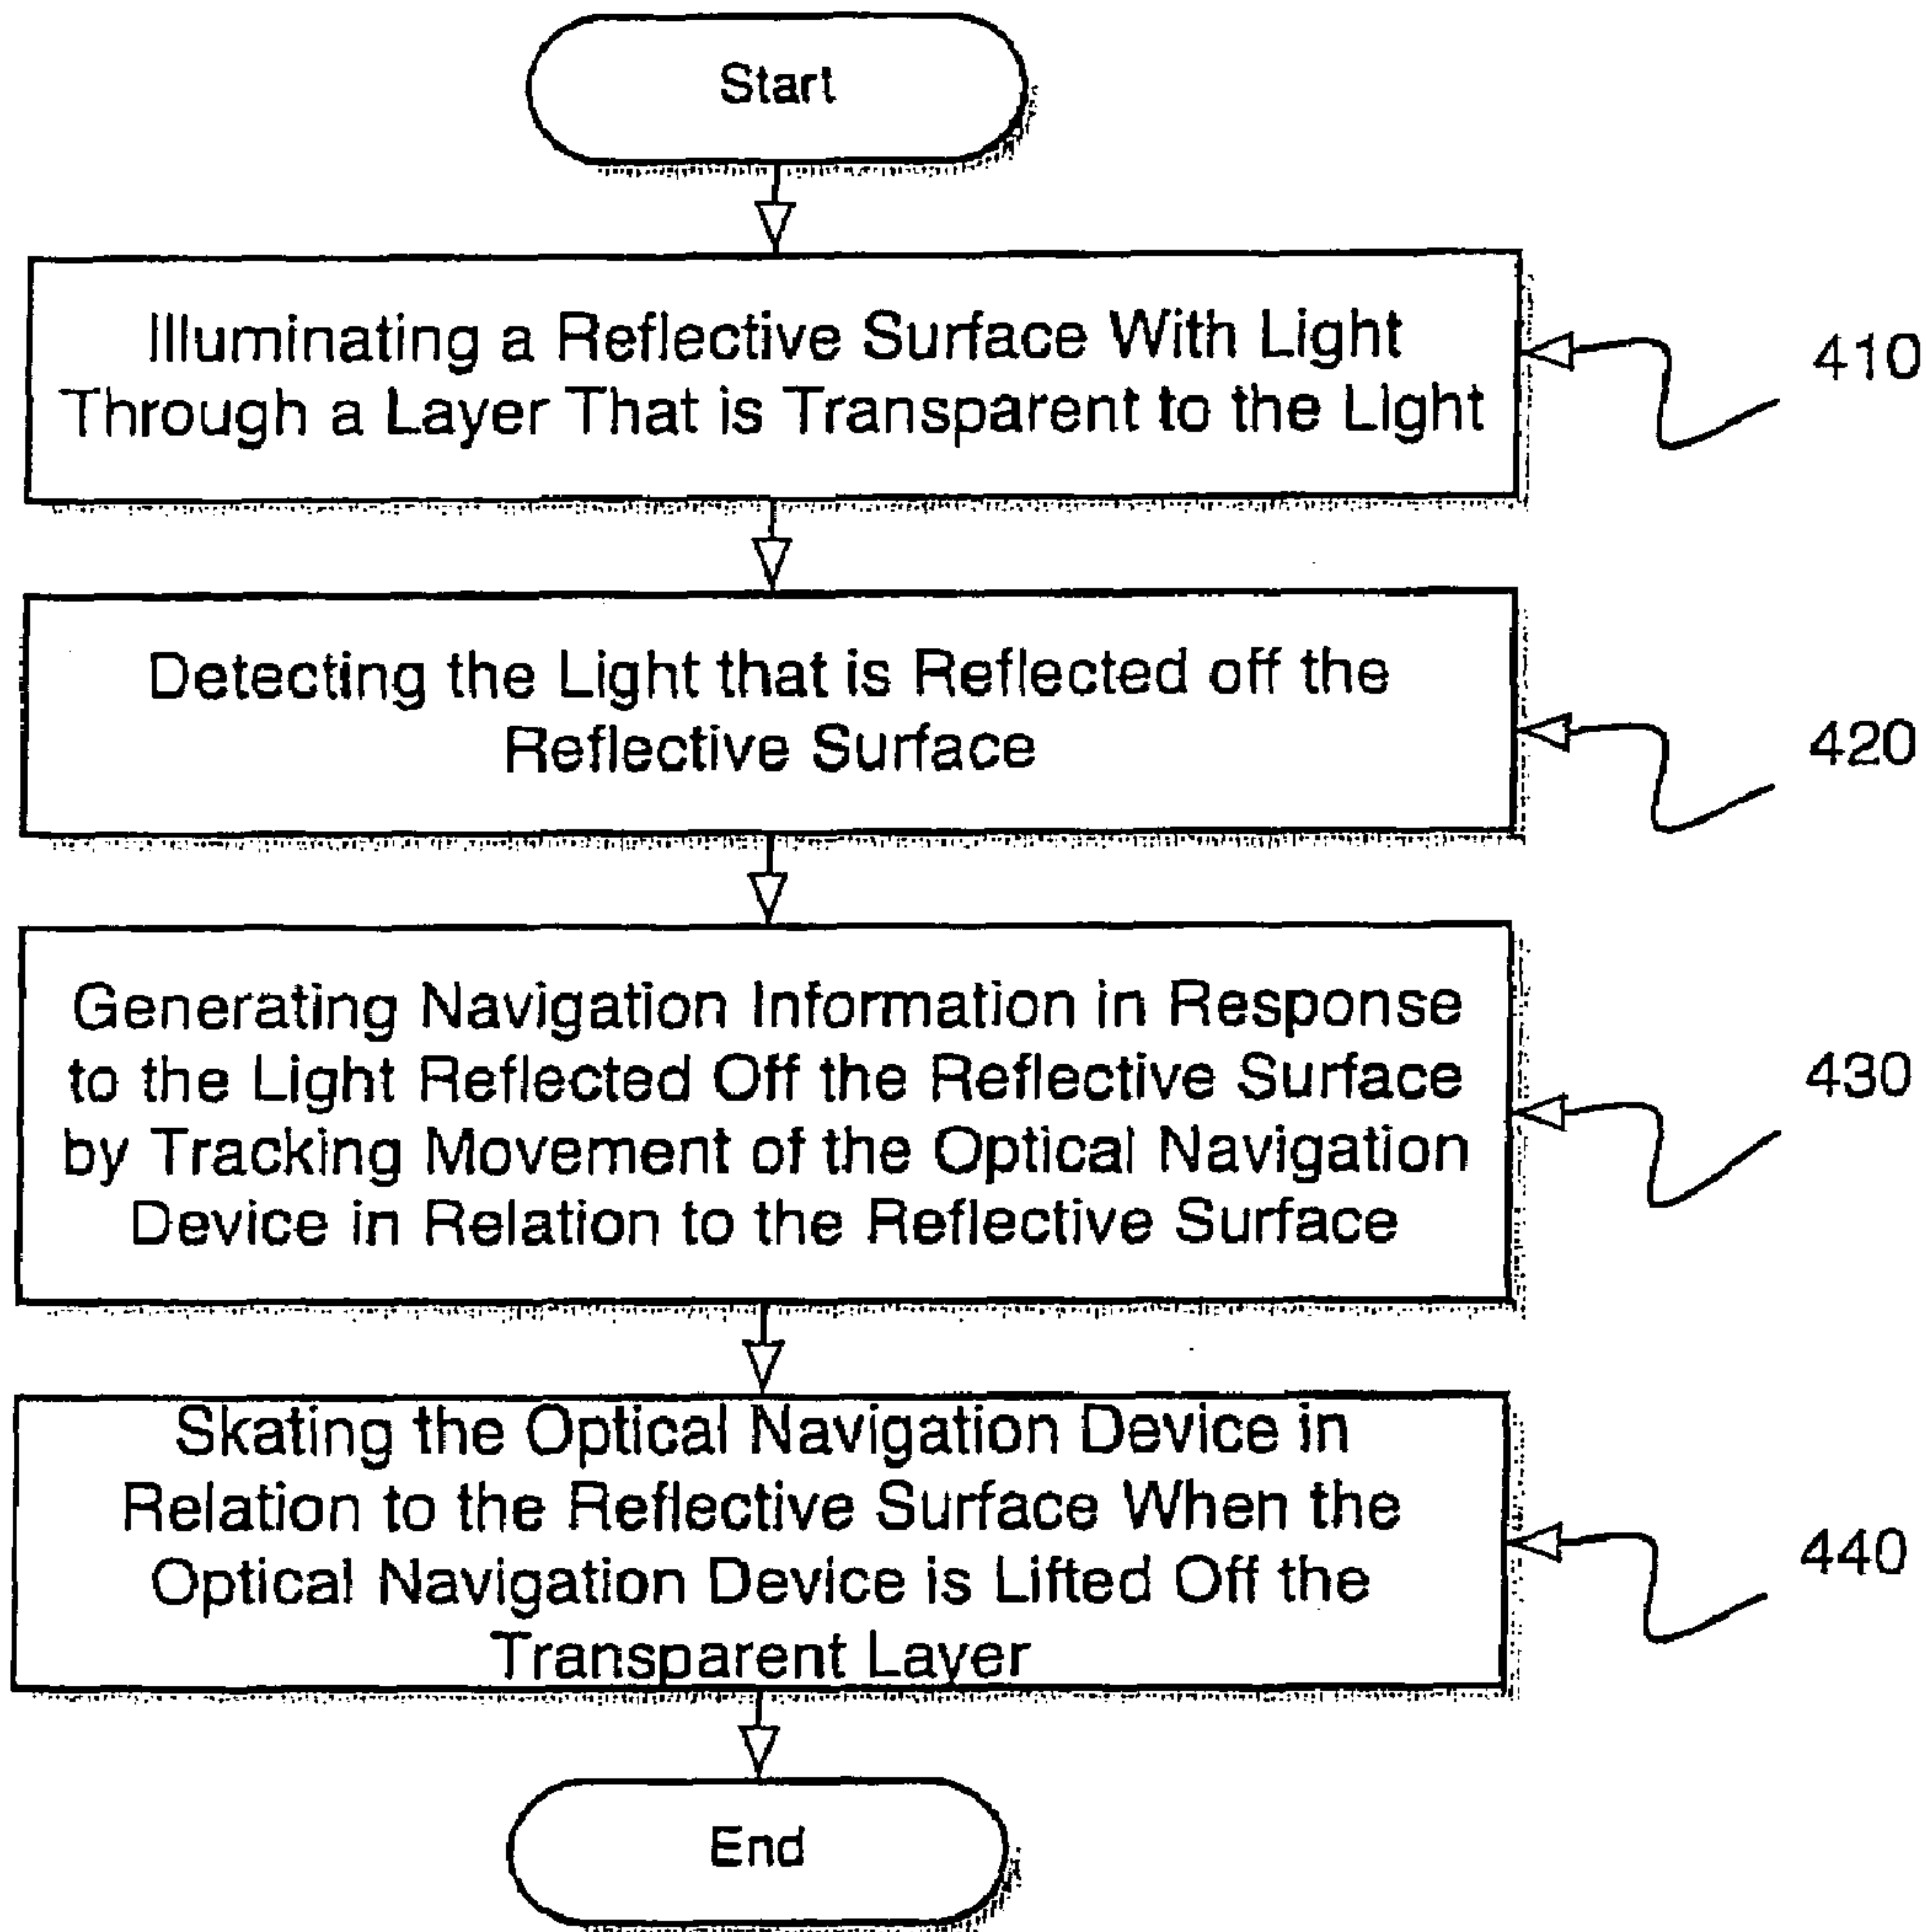 Start
Illuminating a Reflective Surface With Light
Through a Layer That is Transparent to the Light
410
Detecting the Light that is Reflected off the
Reflective Surface
420
Generating Navigation Information in Response
to the Light Reflected Off the Reflective Surface
by Tracking Movement of the Optical Navigation
Device in Relation to the Reflective Surface
430
Skating the Optical Navigation Device in
Relation to the Reflective Surface When the
Optical Navigation Device is Lifted Off the
Transparent Layer
440
End